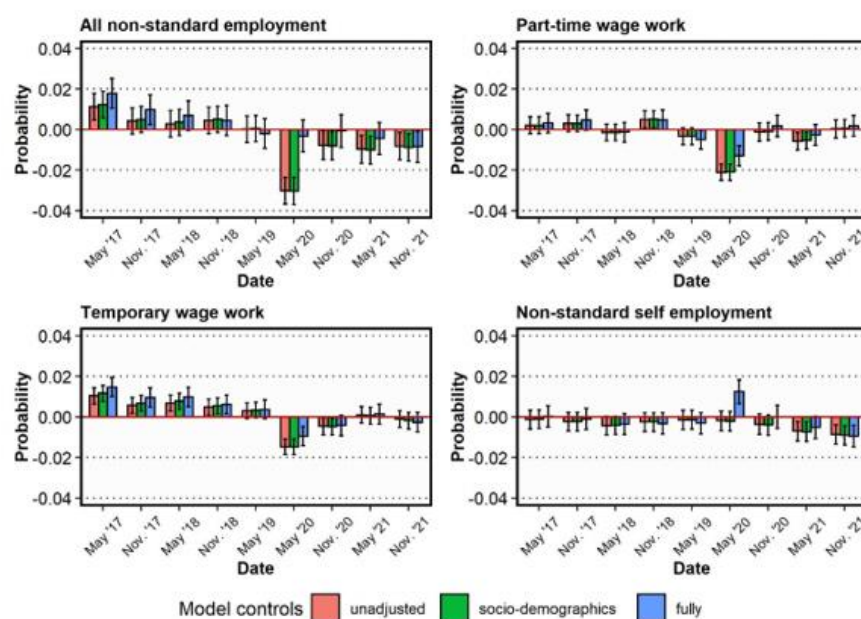 All non-standard employment
Part-time wage work
Probability
0.04
0.02
0.00
-0.02
-0.04
May '17
Nov. '17
May '18
Nov. '18
May '19
May '20
Nov. '20
May '21
Nov. '21
Date
Probability
0.04
0.02
0.00
-0.02
-0.04
May '17
Nov. '17
May '18
Nov. '18
May '19
May '20
Nov. '20
May '21
Nov. '21
Date
Temporary wage work
Non-standard self employment
Probability
0.04
0.02
0.00
-0.02
-0.04
May '17
Nov. '17
May '18
Nov. '18
May '19
May '20
Nov. '20
May '21
Nov. '21
Date
Probability
0.04
0.02
0.00
-0.02
-0.04
May '17
Nov. '17
May '18
Nov. '18
May '19
May '20
Nov. '20
May '21
Nov. '21
Date
Model controls unadjusted socio-demographics fully